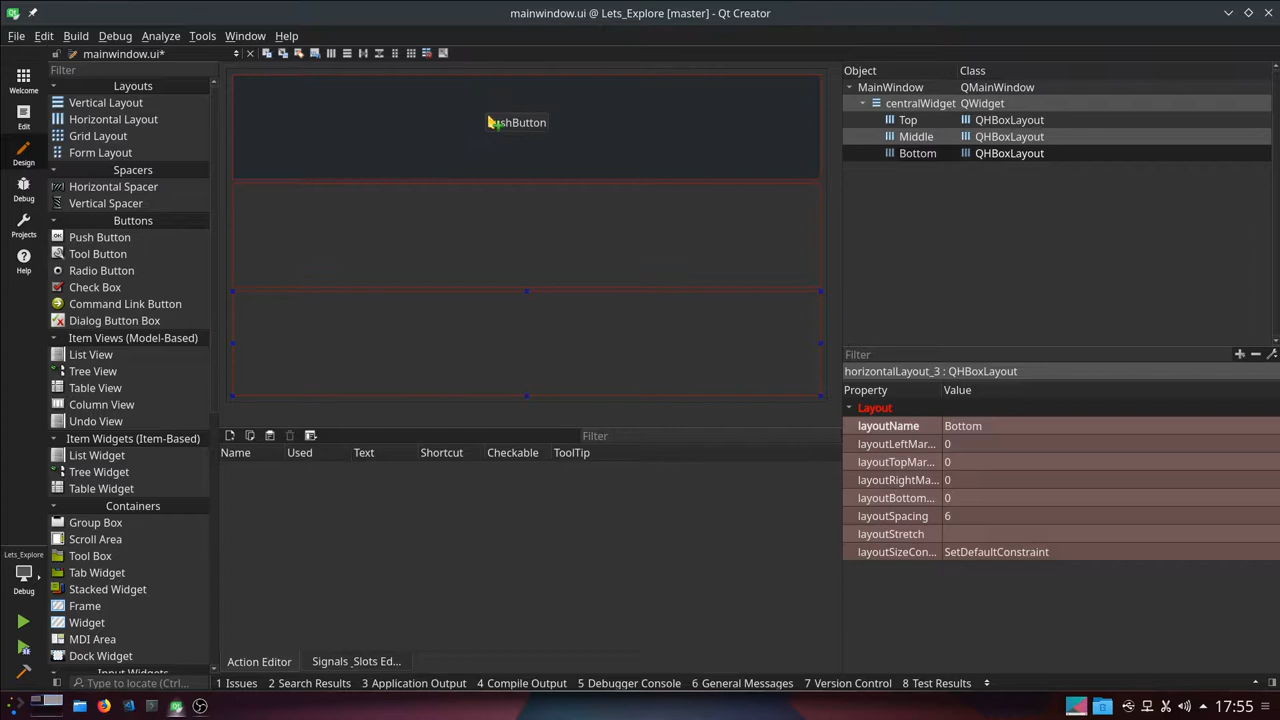 mainwindow.ui @ Lets_Explore [master] - Qt Creator
File Edit Build Debug Analyze Tools Window Help
mainwindow.ui*
Welcome
Edit
Design
Debug
Projects
Help
Lets_Explore
Debug
Filter
Layouts
Vertical Layout
Horizontal Layout
Grid Layout
Form Layout
Spacers
Horizontal Spacer
Vertical Spacer
Buttons
OK Push Button
Tool Button
Radio Button
Check Box
Command Link Button
Dialog Button Box
Item Views (Model-Based)
List View
Tree View
Table View
Column View
Undo View
Item Widgets (Item-Based)
List Widget
Tree Widget
Table Widget
Containers
Group Box
Scroll Area
Tool Box
Tab Widget
Stacked Widget
Frame
Widget
MDI Area
Dock Widget
Input Widgets
shButton
Filter
Name Used Text Shortcut Checkable ToolTip
Action Editor Signals _Slots Ed...
Object Class
MainWindow QMainWindow
centralWidget QWidget
Top QHBoxLayout
Middle QHBoxLayout
Bottom QHBoxLayout
Filter
horizontalLayout_3 : QHBoxLayout
Property Value
Layout
layoutName Bottom
layoutLeftMar... 0
layoutTopMar... 0
layoutRightMa... 0
layoutBottom... 0
layoutSpacing 6
layoutStretch
layoutSizeCon... SetDefaultConstraint
Type to locate (Ctrl+...
1 Issues 2 Search Results 3 Application Output 4 Compile Output 5 Debugger Console 6 General Messages 7 Version Control 8 Test Results
17:55